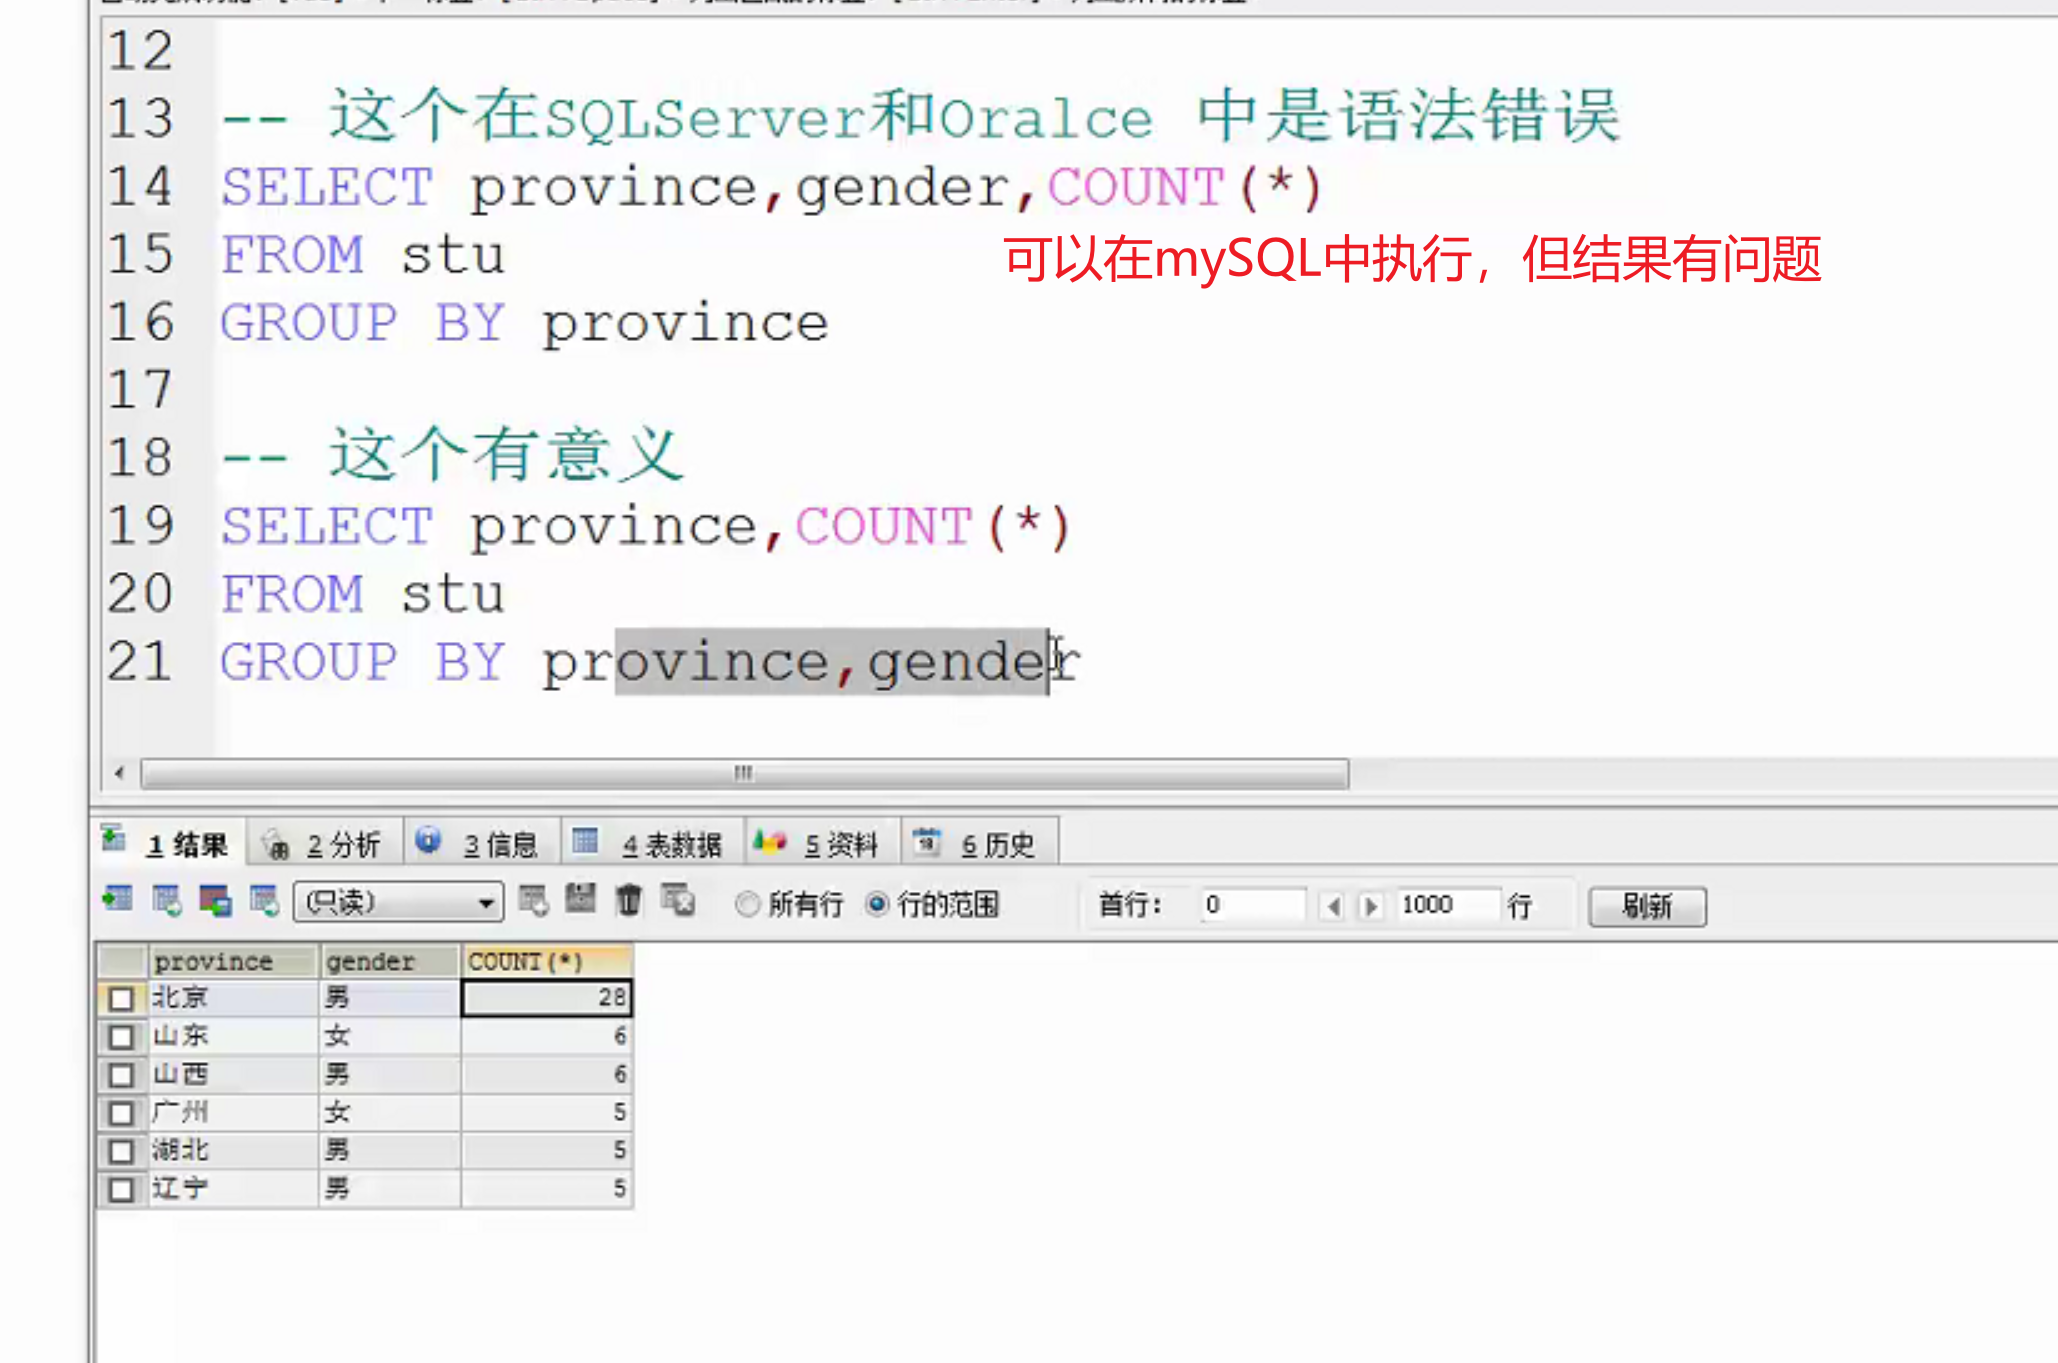 12
13 -- 这个在SQLServer和Oralce 中是语法错误
14 SELECT province,gender,COUNT(*)
15 FROM stu
可以在mySQL中执行，但结果有问题
16 GROUP BY province
17
18 -- 这个有意义
19 SELECT province,COUNT(*)
20 FROM stu
21 GROUP BY province,gender
1 结果 2 分析 3 信息 4 表数据 5 资料 6 历史
(只读) 所有行 行的范围 首行: 0 1000 行 刷新
province gender COUNT(*)
北京 男 28
山东 女 6
山西 男 6
广州 女 5
湖北 男 5
辽宁 男 5